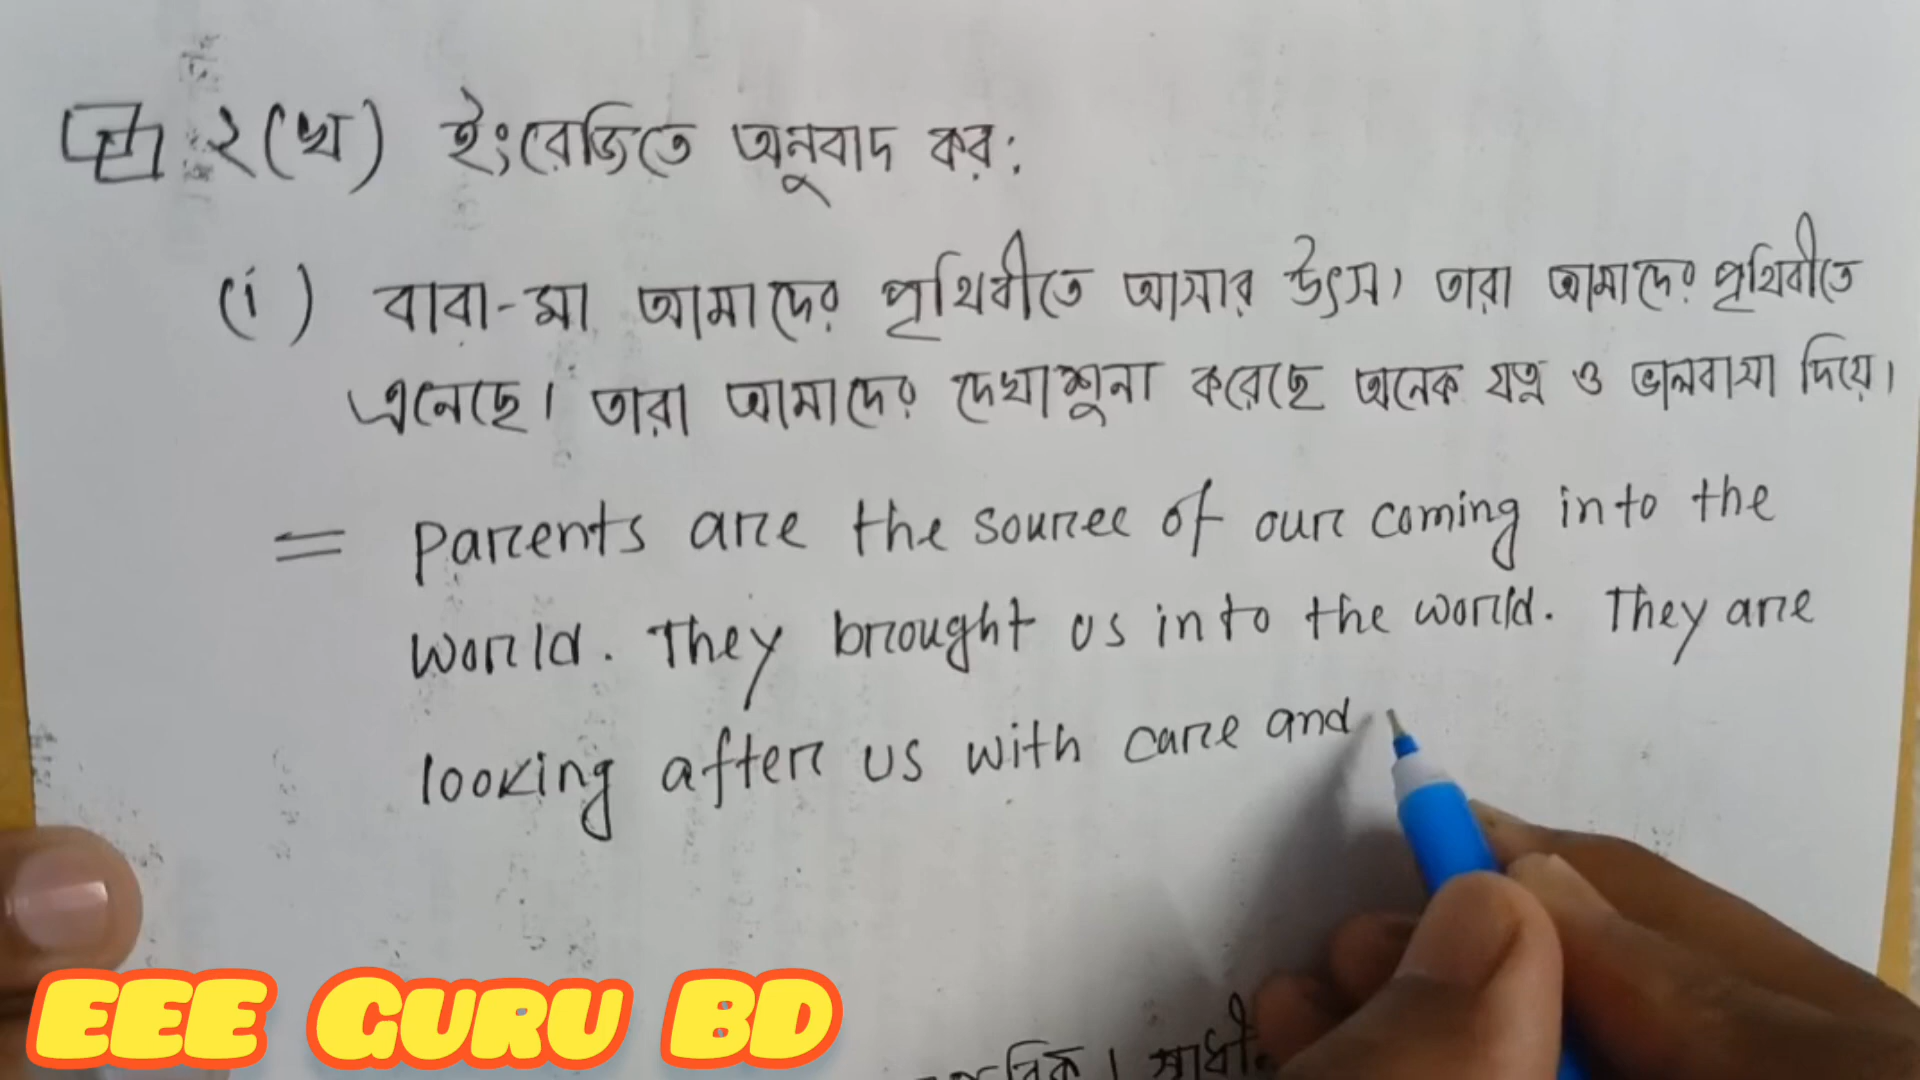 ২(খ) ইংরেজিতে অনুবাদ কর:
(i) বাবা-মা আমাদের পৃথিবীতে আসার উৎস। তারা আমাদের পৃথিবীতে
এনেছে। তারা আমাদের দেখাশুনা করেছে অনেক যত্ন ও ভালবাসা দিয়ে।
= Parents are the source of our coming into the
world. They brought us into the world. They are
looking after us with care and
EEE GURU BD